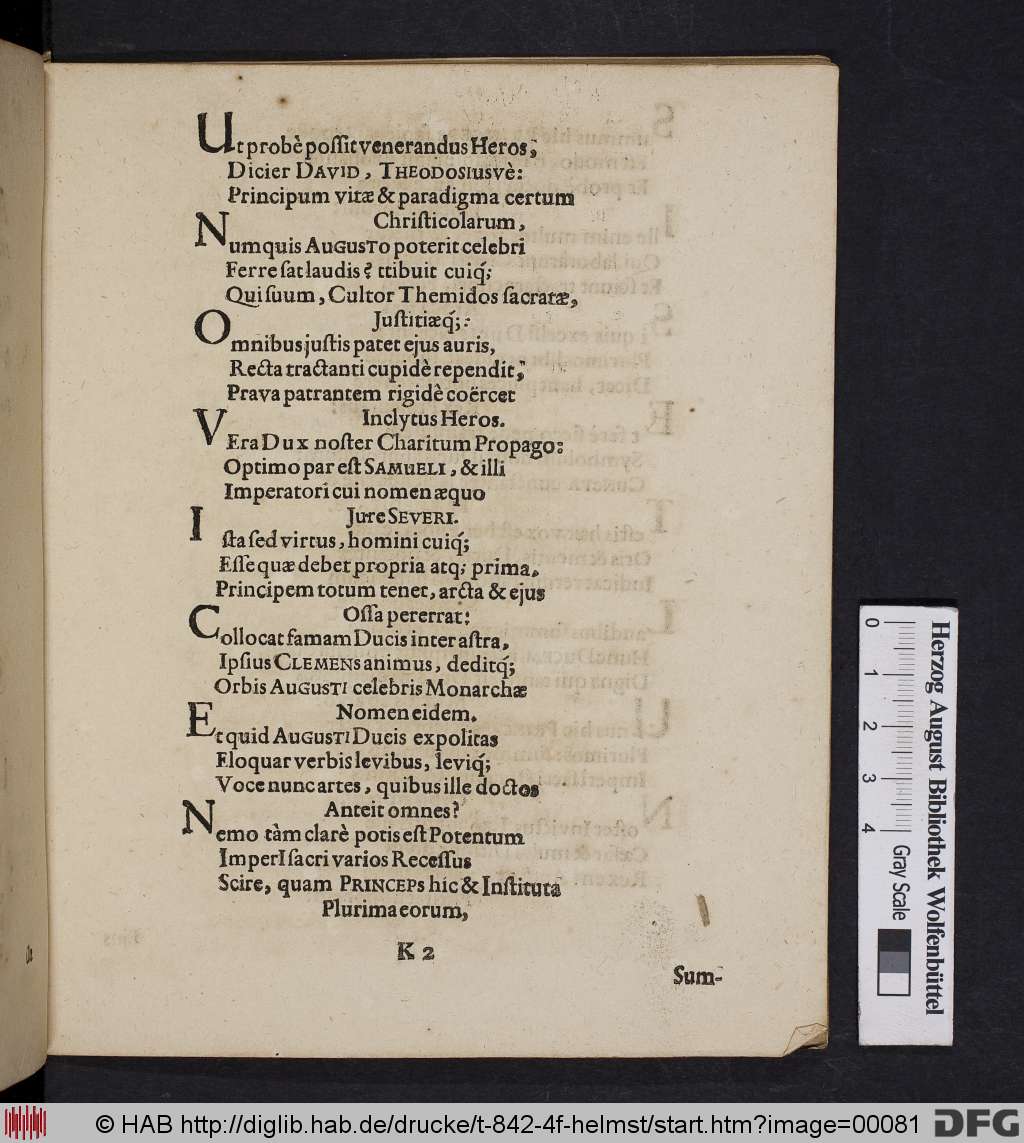 Ut probè possit venerandus Heros,
Dicier DAVID, THEODOSIUSvè:
Principum vitæ & paradigma certum
Christicolarum,
Numquis AUGUSTO poterit celebri
Ferre sat laudis? ttibuit cuiq́;
Qui suum, Cultor Themidos sacratæ,
Justitiæq́;:
Omnibus justis patet ejus auris,
Recta tractanti cupidè rependit,
Prava patrantem rigidè coërcet
Inclytus Heros.
VEra Dux noster Charitum Propago:
Optimo par est SAMUELI, & illi
Imperatori cui nomen æquo
Jure SEVERI.
Ista sed virtus, homini cuiq́;
Esse quæ debet propria atq; prima,
Principem totum tenet, arcta & ejus
Ossa pererrat:
Collocat famam Ducis inter astra,
Ipsius CLEMENS animus, deditq́;
Orbis AUGUSTI celebris Monarchæ
Nomen eidem.
Et quid AUGUSTI Ducis expolitas
Eloquar verbis levibus, leviq́;
Voce nunc artes, quibus ille doctos
Anteit omnes?
Nemo tàm clarè potis est Potentum
ImperI sacri varios Recessus
Scire, quam PRINCEPS hic & Instituta
Plurima eorum,
K 2
Sum-
0 1 2 3 4
Gray Scale
Herzog August Bibliothek Wolfenbüttel
© HAB http://diglib.hab.de/drucke/t-842-4f-helmst/start.htm?image=00081
DFG